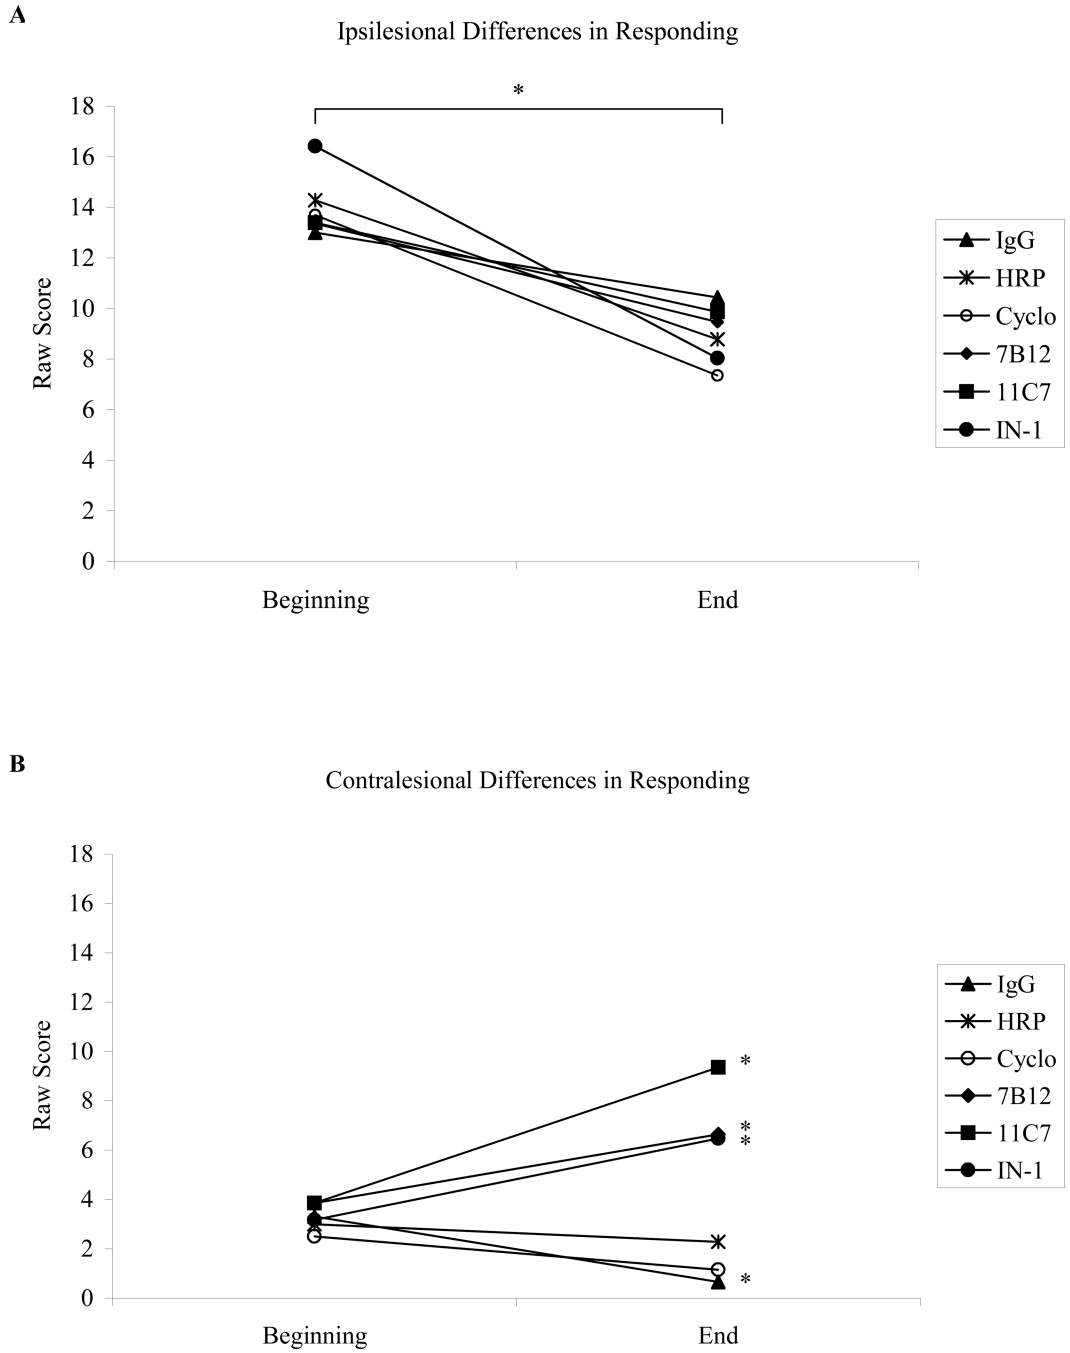 A
Ipsilesional Differences in Responding
*
18
16
14
12
10
8
6
4
2
0
Raw Score
Beginning
End
IgG
HRP
Cyclo
7B12
11C7
IN-1
B
Contralesional Differences in Responding
18
16
14
12
10
8
6
4
2
0
Raw Score
*
*
*
*
Beginning
End
IgG
HRP
Cyclo
7B12
11C7
IN-1